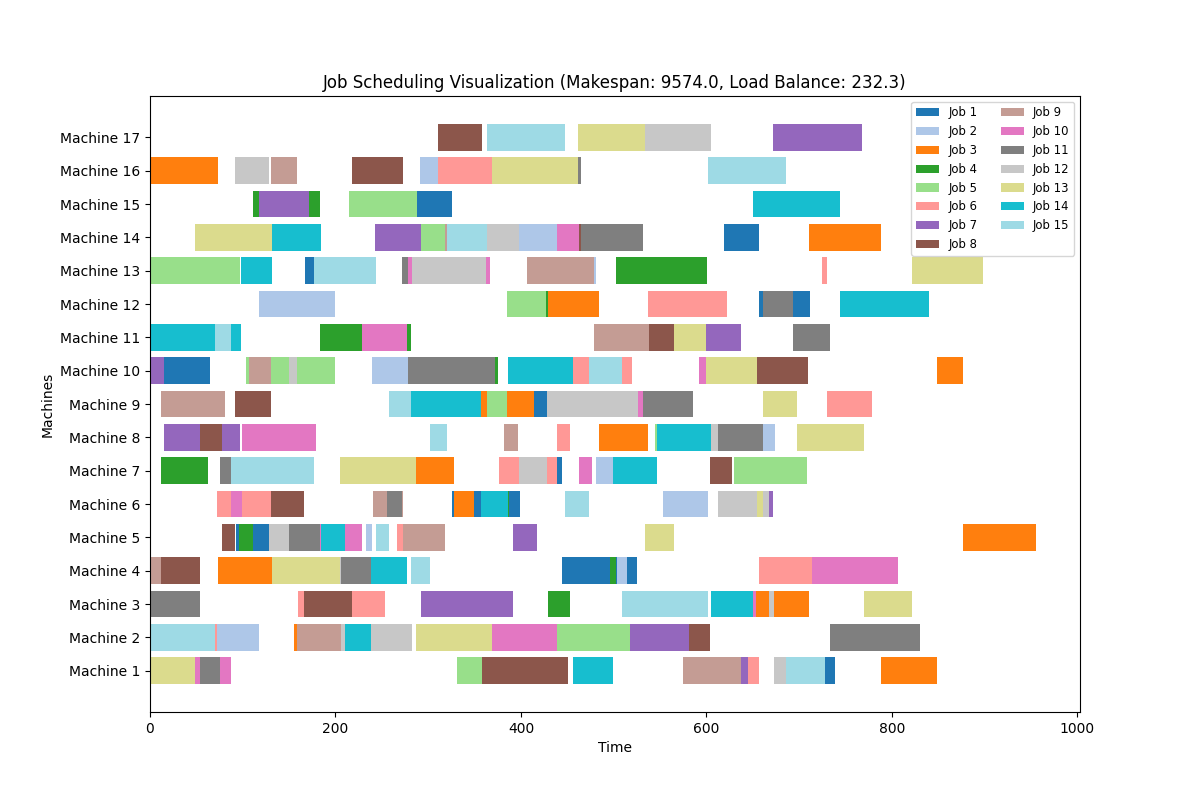 Job Scheduling Visualization (Makespan: 9574.0, Load Balance: 232.3)
Machine 17
Machine 16
Machine 15
Machine 14
Machine 13
Machine 12
Machine 11
Machine 10
Machine 9
Machine 8
Machine 7
Machine 6
Machine 5
Machine 4
Machine 3
Machine 2
Machine 1
Machines
Job 1
Job 2
Job 3
Job 4
Job 5
Job 6
Job 7
Job 8
Job 9
Job 10
Job 11
Job 12
Job 13
Job 14
Job 15
0 200 400 600 800 1000
Time